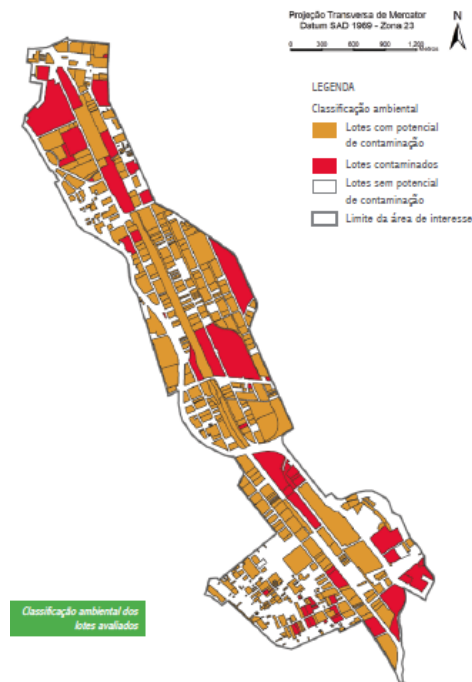 Projeção Transversa de Mercator
Datum SAD 1969 - Zona 23
N
0 300 600 900 1,200
Metros
LEGENDA
Classificação ambiental
Lotes com potencial
de contaminação
Lotes contaminados
Lotes sem potencial
de contaminação
Limite da área de interesse
Classificação ambiental dos
lotes avaliados